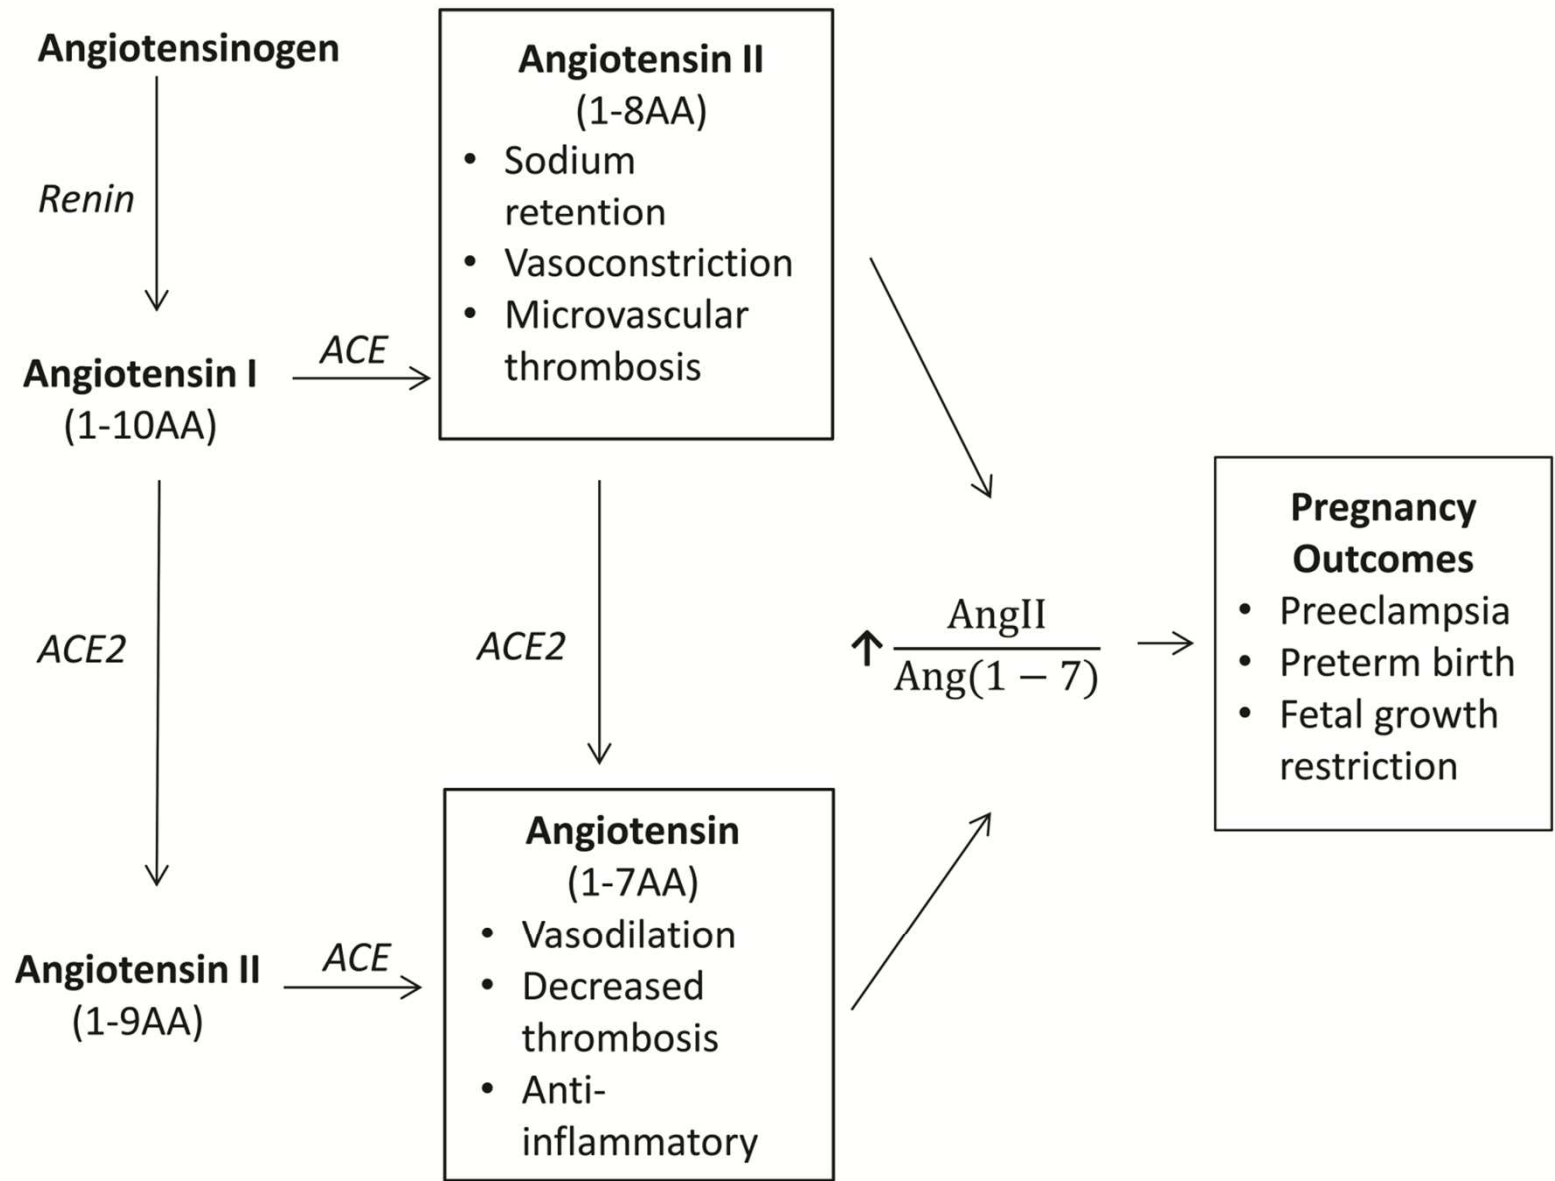 Angiotensinogen
Renin
Angiotensin I
(1-10AA)
ACE
Angiotensin II
(1-8AA)
• Sodium
retention
• Vasoconstriction
• Microvascular
thrombosis
ACE2
ACE2
Angiotensin II
(1-9AA)
ACE
Angiotensin
(1-7AA)
• Vasodilation
• Decreased
thrombosis
• Anti-
inflammatory
↑ AngII
Ang(1 − 7)
Pregnancy
Outcomes
• Preeclampsia
• Preterm birth
• Fetal growth
restriction